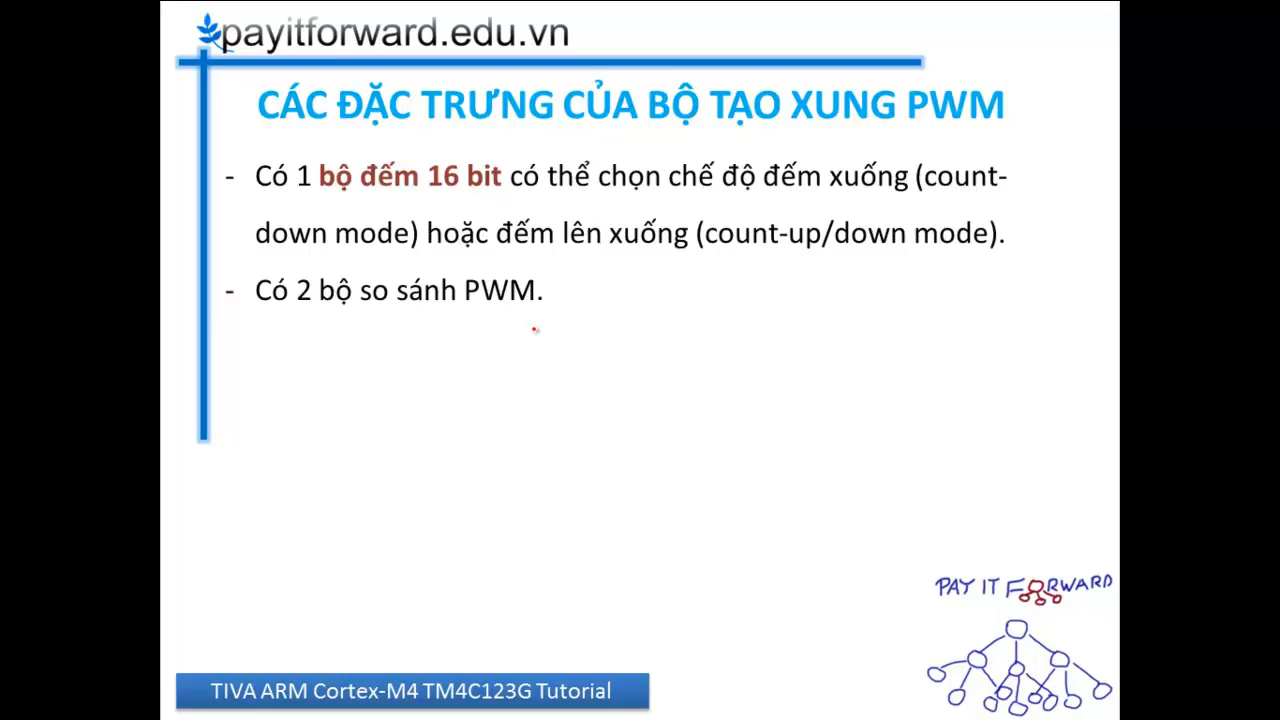 payitforward.edu.vn
CÁC ĐẶC TRƯNG CỦA BỘ TẠO XUNG PWM
- Có 1 bộ đếm 16 bit có thể chọn chế độ đếm xuống (count-
down mode) hoặc đếm lên xuống (count-up/down mode).
- Có 2 bộ so sánh PWM.
PAY IT FORWARD
TIVA ARM Cortex-M4 TM4C123G Tutorial